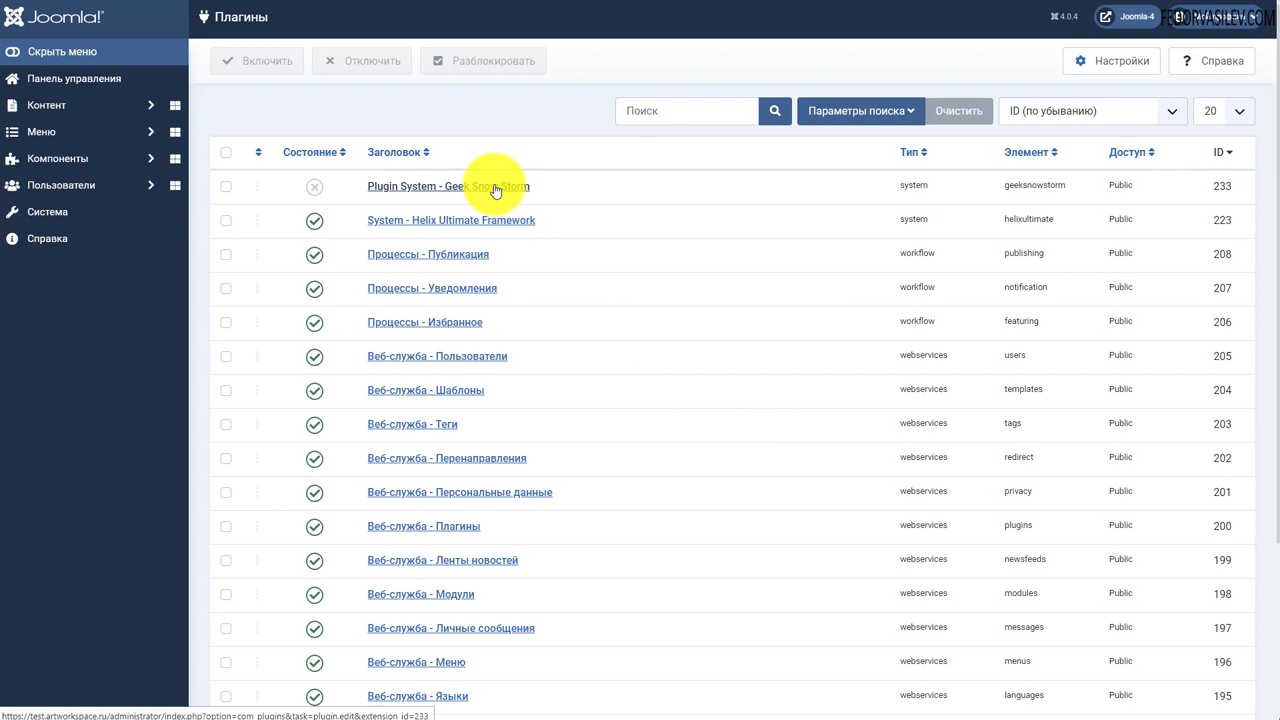 Joomla!®
Плагины
4.0.4
Joomla-4
FEDORVASILEV.COM
Скрыть меню
Панель управления
Контент
Меню
Компоненты
Пользователи
Система
Справка
Включить
Отключить
Разблокировать
Настройки
? Справка
Поиск
Параметры поиска
Очистить
ID (по убыванию)
20
Состояние Заголовок Тип Элемент Доступ ID
Plugin System - Geek Snow Storm system geeksnowstorm Public 233
System - Helix Ultimate Framework system helixultimate Public 223
Процессы - Публикация workflow publishing Public 208
Процессы - Уведомления workflow notification Public 207
Процессы - Избранное workflow featuring Public 206
Веб-служба - Пользователи webservices users Public 205
Веб-служба - Шаблоны webservices templates Public 204
Веб-служба - Теги webservices tags Public 203
Веб-служба - Перенаправления webservices redirect Public 202
Веб-служба - Персональные данные webservices privacy Public 201
Веб-служба - Плагины webservices plugins Public 200
Веб-служба - Ленты новостей webservices newsfeeds Public 199
Веб-служба - Модули webservices modules Public 198
Веб-служба - Личные сообщения webservices messages Public 197
Веб-служба - Меню webservices menus Public 196
Веб-служба - Языки webservices languages Public 195
https://test.artworkspace.ru/administrator/index.php?option=com_plugins&task=plugin.edit&extension_id=233